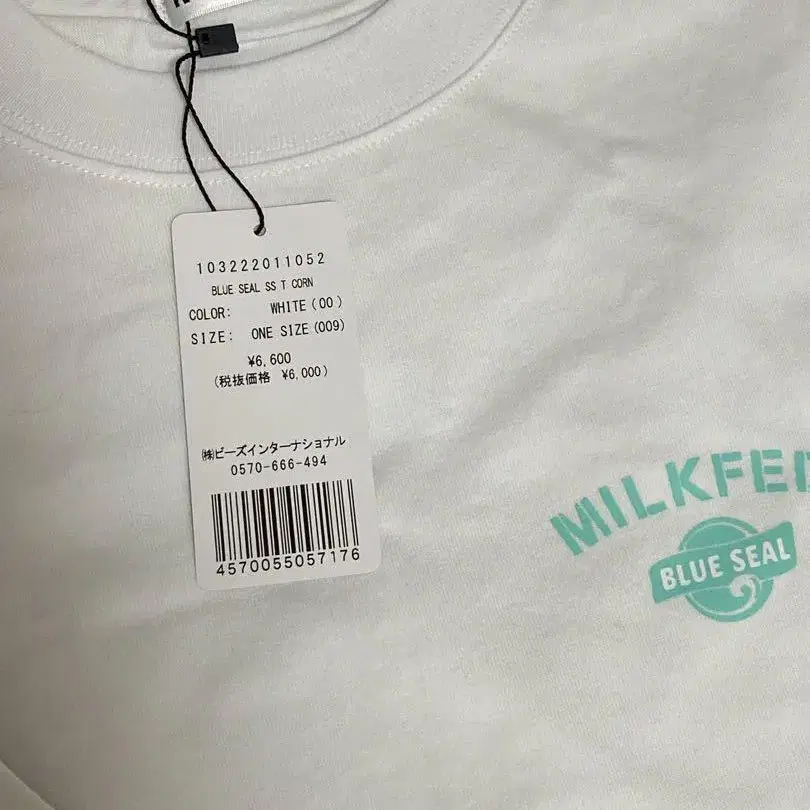 103222011052
BLUE SEAL SS T CORN
COLOR: WHITE(00)
SIZE: ONE SIZE(009)
¥6,600
(税抜価格 ¥6,000)
㈱ビーズインターナショナル
0570-666-494
4570055057176
BLUE SEAL